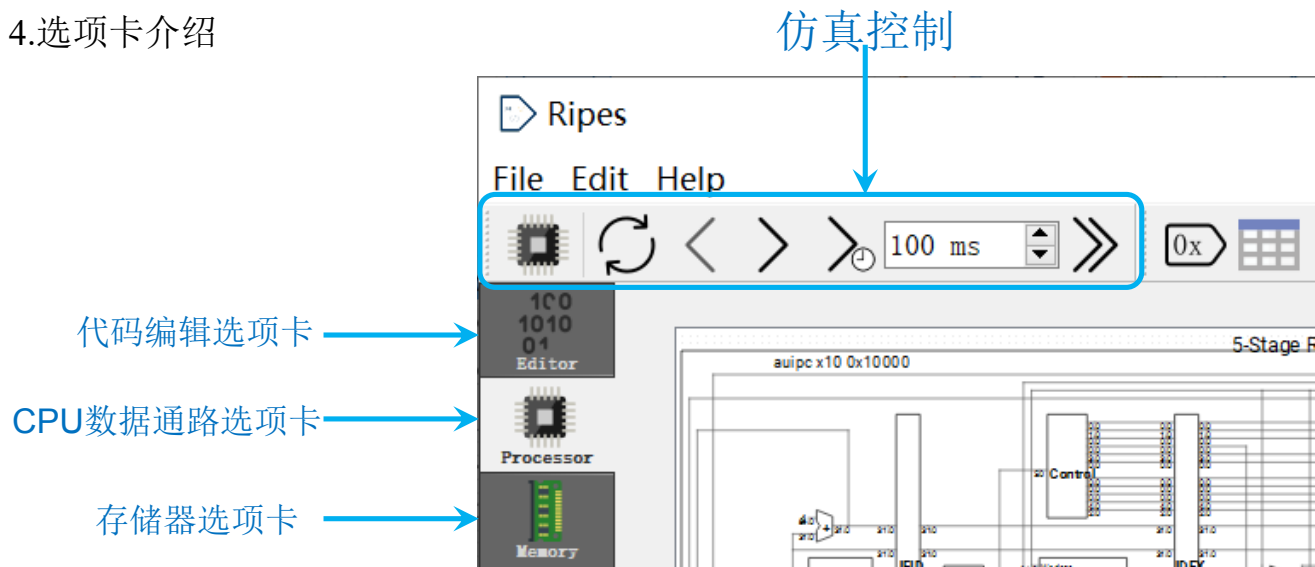 4.选项卡介绍
仿真控制
Ripes
File Edit Help
100 ms
0x
代码编辑选项卡
1010
Editor
5-Stage R
auipc x10 0x10000
CPU数据通路选项卡
Processor
Control
存储器选项卡
Memory